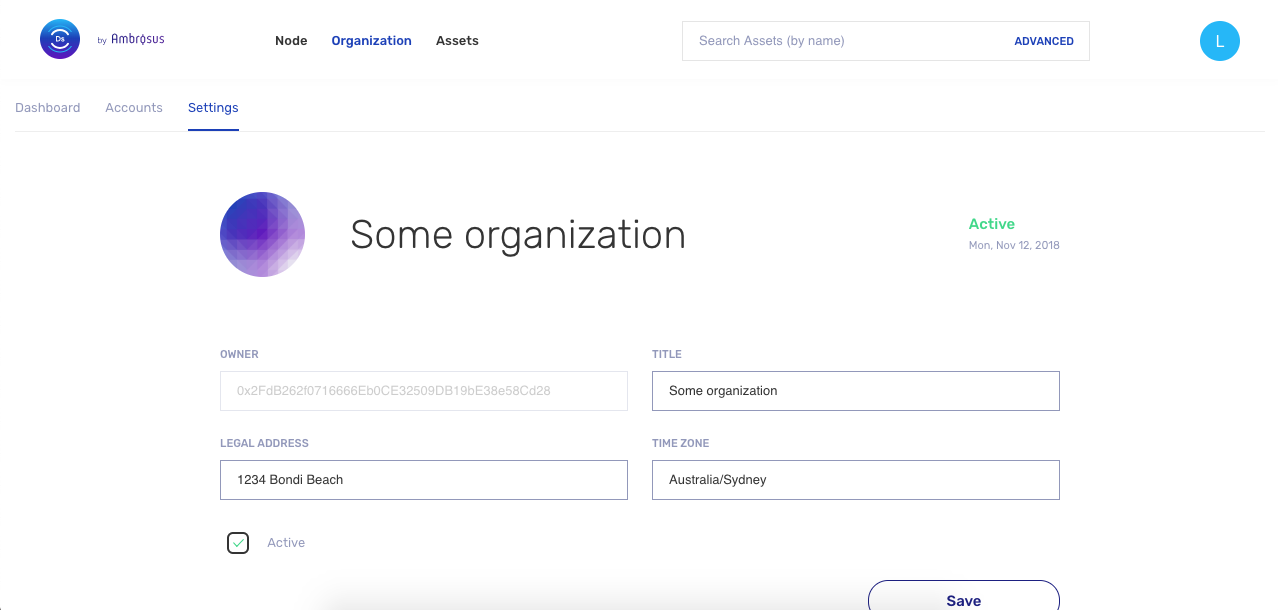 Ds by Ambrosus Node Organization Assets Search Assets (by name) ADVANCED L
Dashboard Accounts Settings
Some organization
Active
Mon, Nov 12, 2018
OWNER TITLE
0x2FdB262f0716666Eb0CE32509DB19bE38e58Cd28 Some organization
LEGAL ADDRESS TIME ZONE
1234 Bondi Beach Australia/Sydney
Active
Save